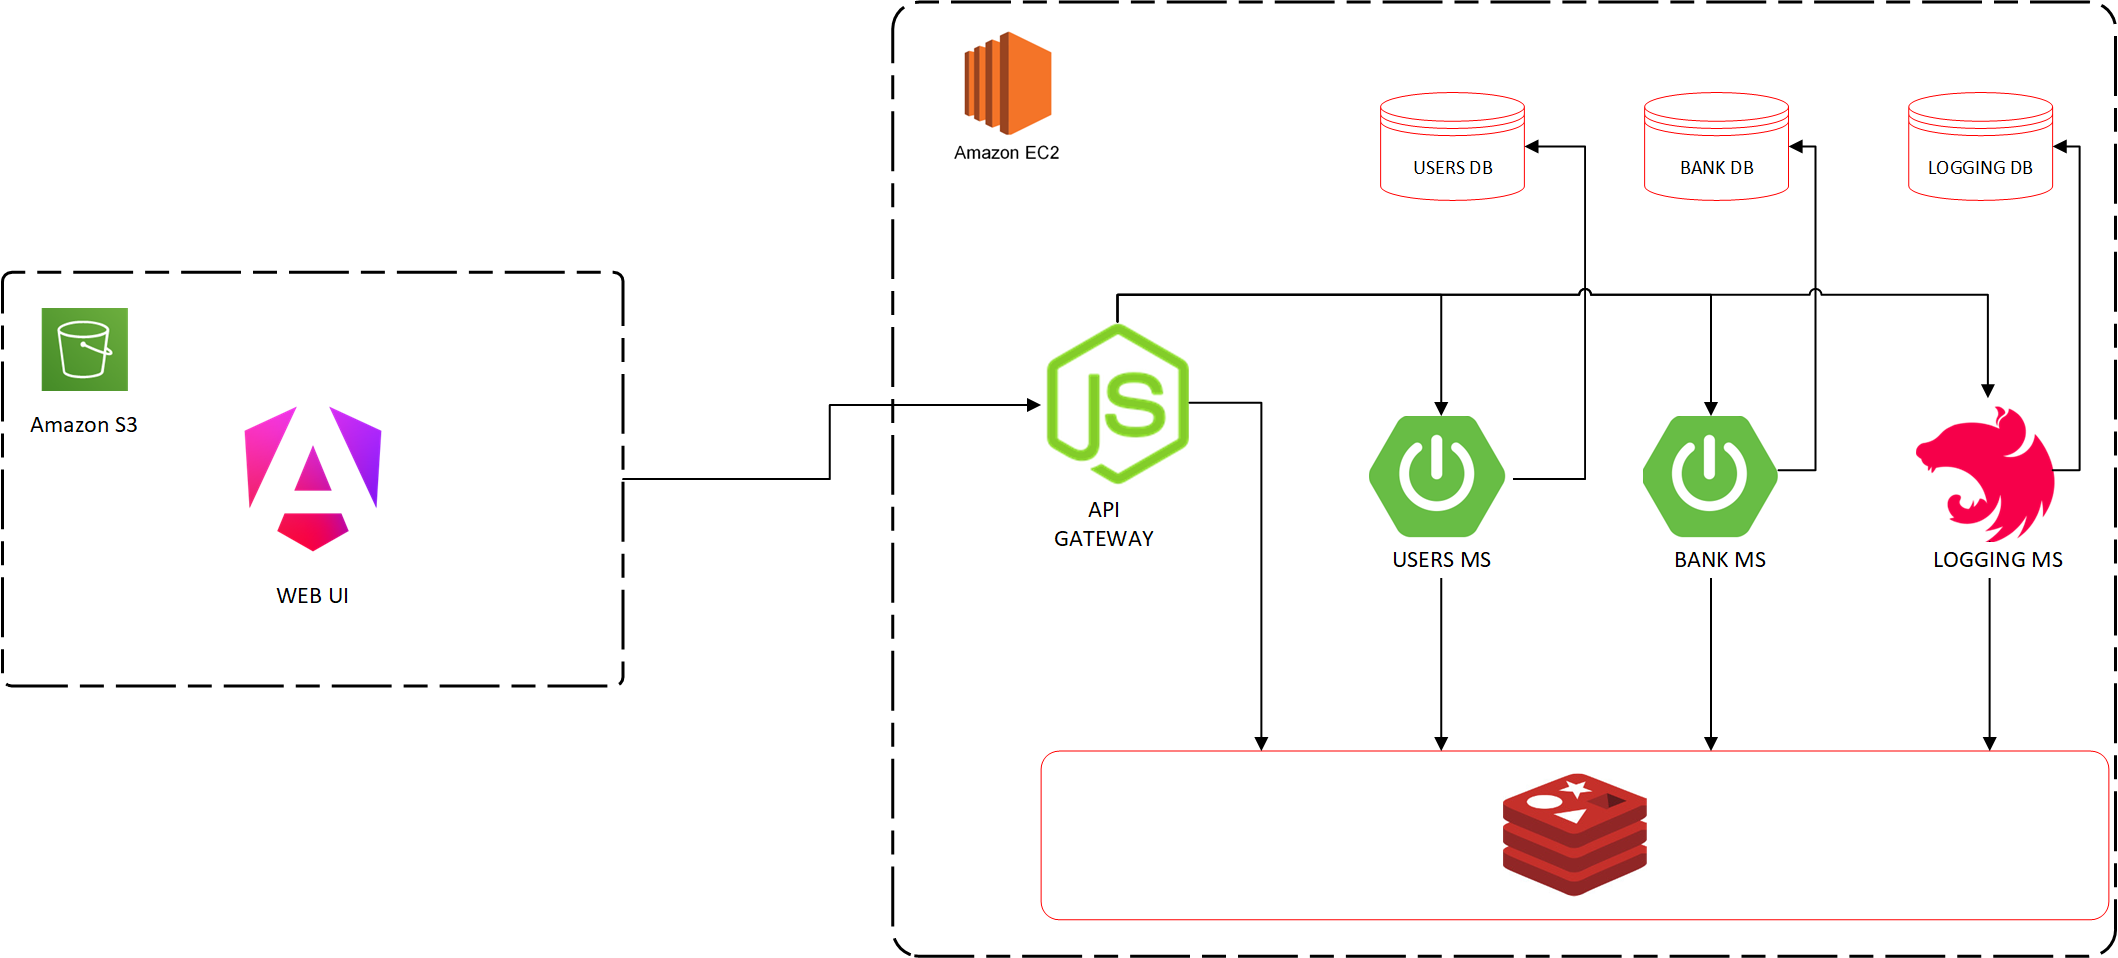 Amazon EC2
USERS DB
BANK DB
LOGGING DB
Amazon S3
WEB UI
JS
API
GATEWAY
USERS MS
BANK MS
LOGGING MS